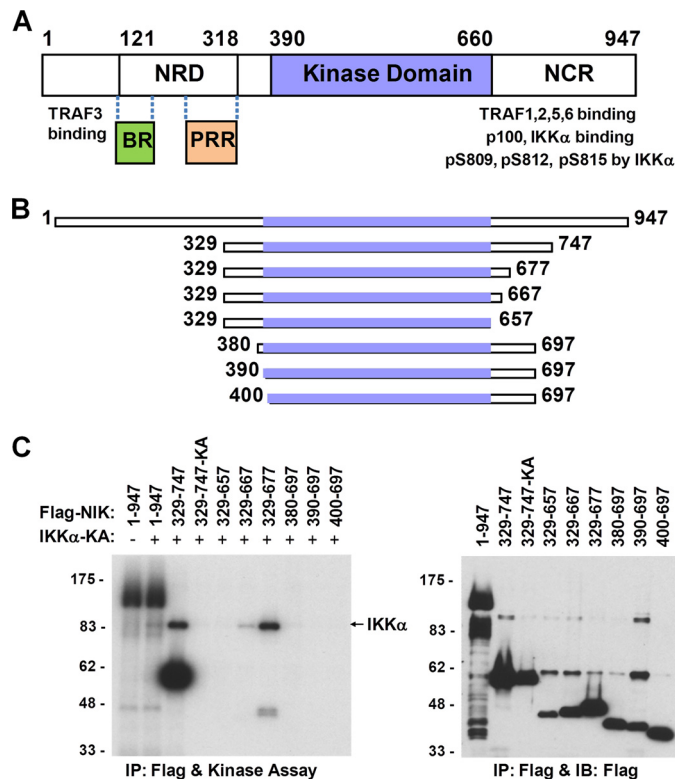 A
1 121 318 390 660 947
NRD Kinase Domain NCR
TRAF3 binding
BR PRR
TRAF1,2,5,6 binding
p100, IKKα binding
pS809, pS812, pS815 by IKKα
B
1 947
329 747
329 677
329 667
329 657
380 697
390 697
400 697
C
Flag-NIK: 1-947 1-947 329-747 329-747-KA 329-657 329-667 329-677 380-697 390-697 400-697
IKKα-KA: - + + + + + + + + +
175 -
83 -
62 -
48 -
33 -
←IKKα
IP: Flag & Kinase Assay
1-947 329-747 329-747-KA 329-657 329-667 329-677 380-697 390-697 400-697
175 -
83 -
62 -
48 -
33 -
IP: Flag & IB: Flag